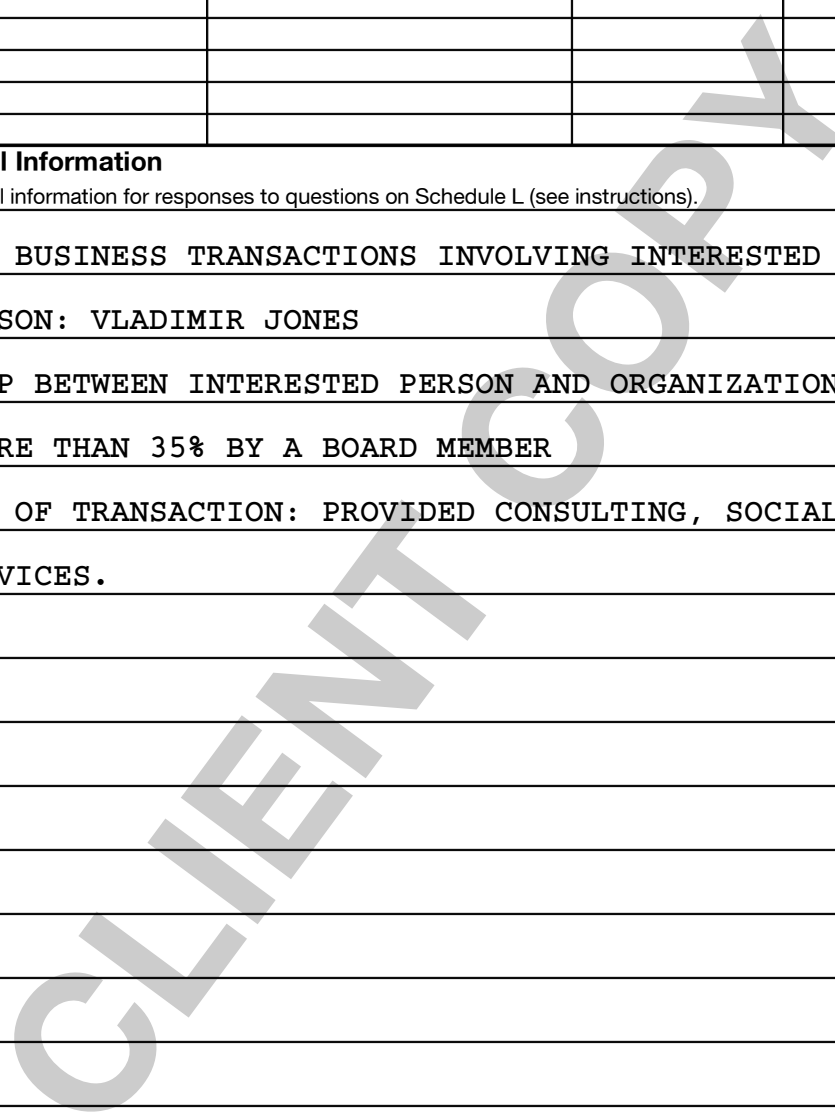 l Information
l information for responses to questions on Schedule L (see instructions).
BUSINESS TRANSACTIONS INVOLVING INTERESTED
SON: VLADIMIR JONES
P BETWEEN INTERESTED PERSON AND ORGANIZATION
RE THAN 35% BY A BOARD MEMBER
OF TRANSACTION: PROVIDED CONSULTING, SOCIAL
VICES.
CLIENT COPY